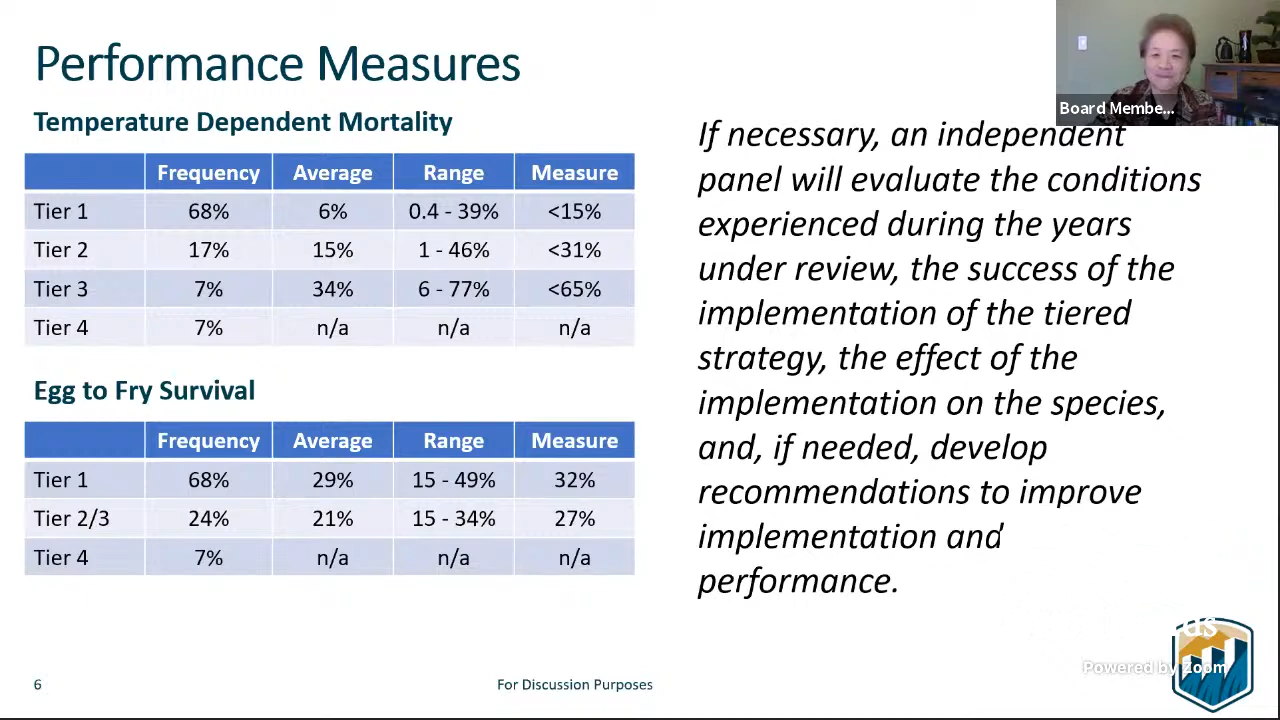 Performance Measures
Board Membe...
Temperature Dependent Mortality
Frequency Average Range Measure
Tier 1 68% 6% 0.4 - 39% <15%
Tier 2 17% 15% 1 - 46% <31%
Tier 3 7% 34% 6 - 77% <65%
Tier 4 7% n/a n/a n/a
Egg to Fry Survival
Frequency Average Range Measure
Tier 1 68% 29% 15 - 49% 32%
Tier 2/3 24% 21% 15 - 34% 27%
Tier 4 7% n/a n/a n/a
If necessary, an independent
panel will evaluate the conditions
experienced during the years
under review, the success of the
implementation of the tiered
strategy, the effect of the
implementation on the species,
and, if needed, develop
recommendations to improve
implementation and
performance.
Powered by Zoom
6
For Discussion Purposes